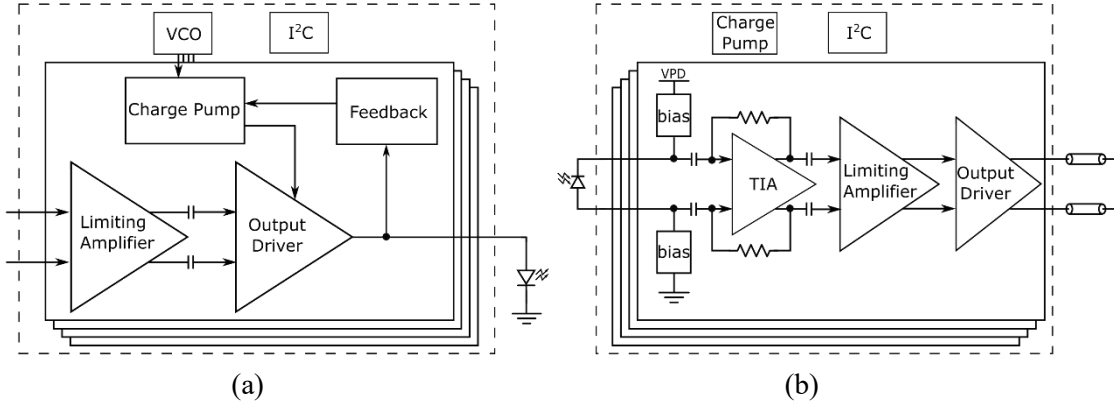 VCO
I²C
Charge Pump
Feedback
Limiting
Amplifier
Output
Driver
(a)
Charge
Pump
I²C
VPD
bias
TIA
Limiting
Amplifier
Output
Driver
bias
(b)